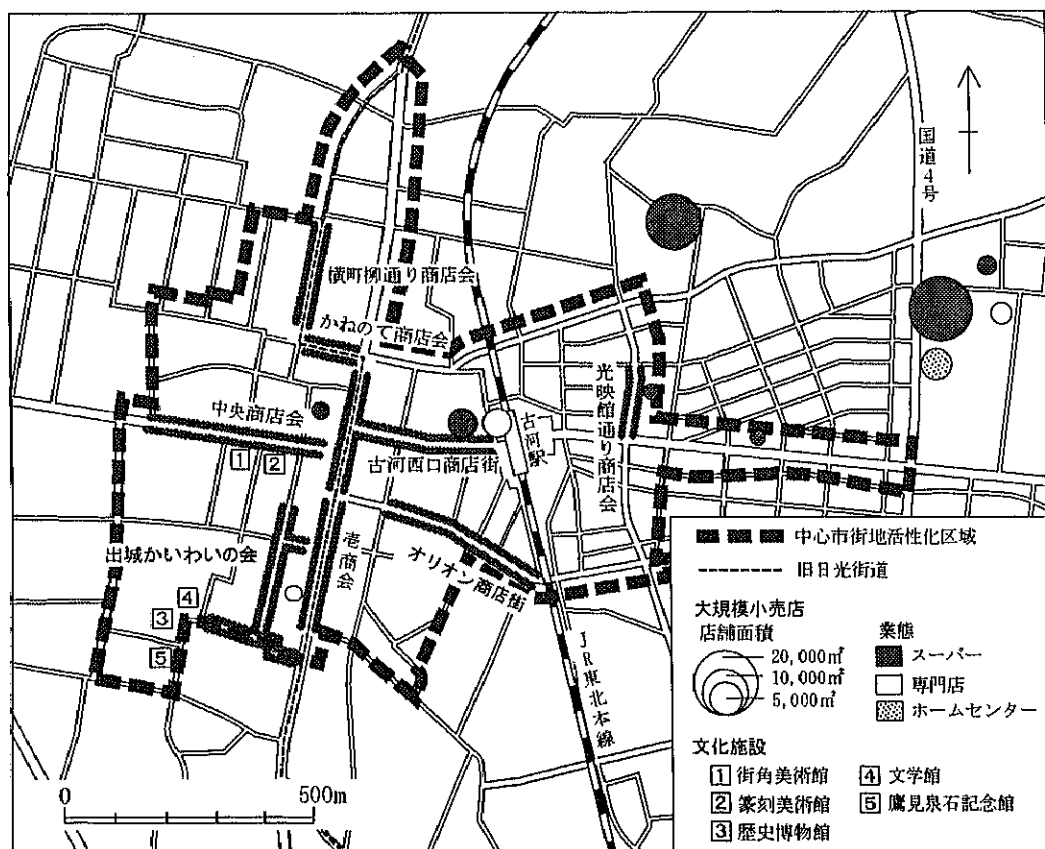 国道4号
横町柳通り商店会
かねのて商店会
中央商店会
光映館通り商店会
古河駅
古河西口商店街
1
2
出城かいわいの会
壱商会
オリオン商店街
4
3
5
JR東北本線
0
500m
中心市街地活性化区域
旧日光街道
大規模小売店
店舗面積
業態
20,000㎡
10,000㎡
5,000㎡
スーパー
専門店
ホームセンター
文化施設
1 街角美術館
4 文学館
2 篆刻美術館
5 鷹見泉石記念館
3 歴史博物館